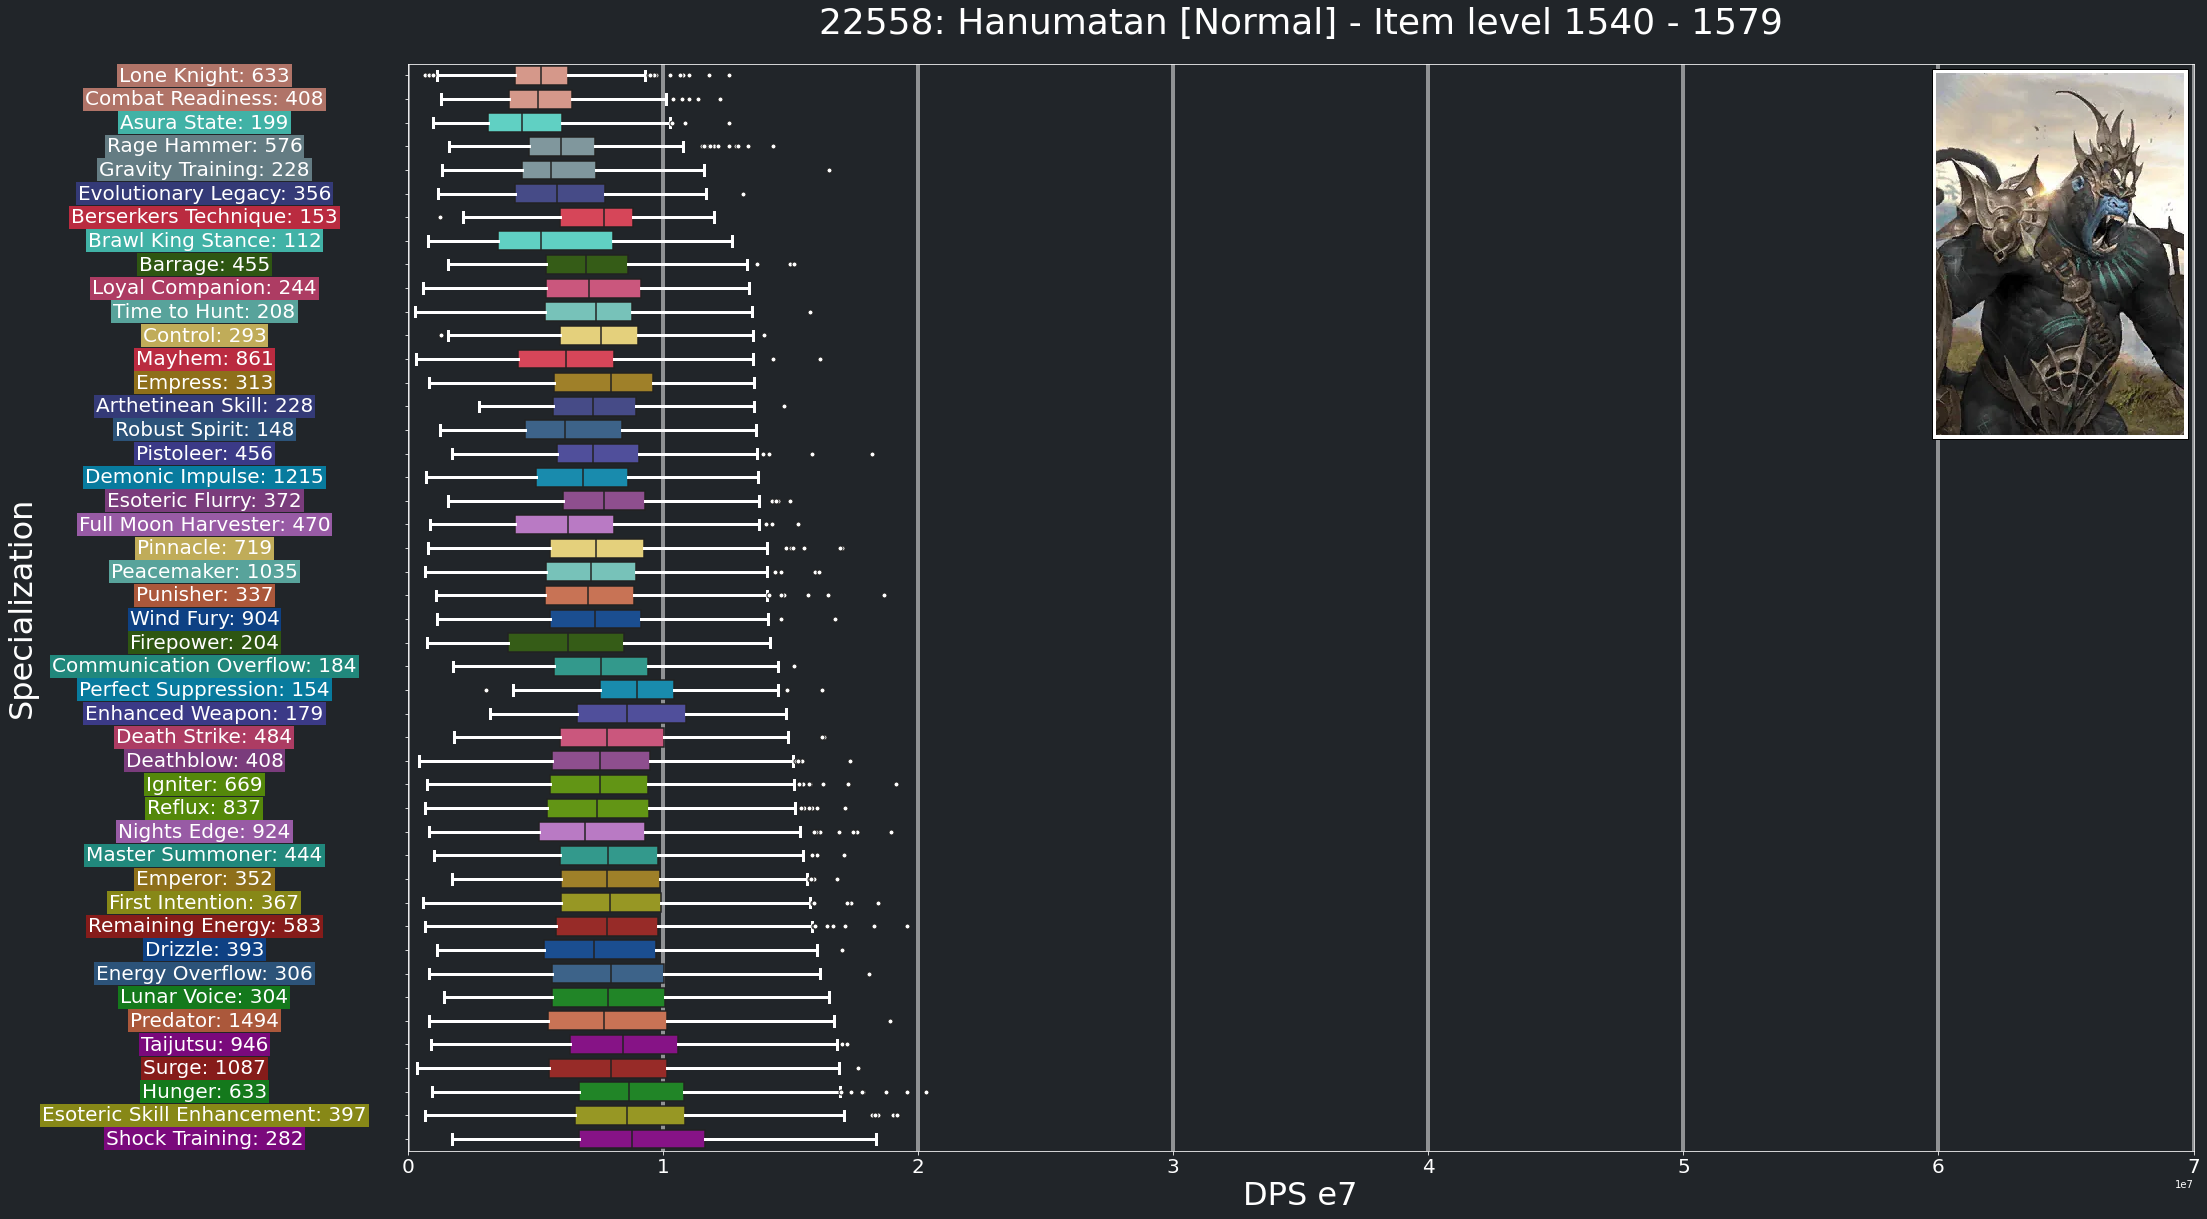 22558: Hanumatan [Normal] - Item level 1540 - 1579
Specialization
Lone Knight: 633
Combat Readiness: 408
Asura State: 199
Rage Hammer: 576
Gravity Training: 228
Evolutionary Legacy: 356
Berserkers Technique: 153
Brawl King Stance: 112
Barrage: 455
Loyal Companion: 244
Time to Hunt: 208
Control: 293
Mayhem: 861
Empress: 313
Arthetinean Skill: 228
Robust Spirit: 148
Pistoleer: 456
Demonic Impulse: 1215
Esoteric Flurry: 372
Full Moon Harvester: 470
Pinnacle: 719
Peacemaker: 1035
Punisher: 337
Wind Fury: 904
Firepower: 204
Communication Overflow: 184
Perfect Suppression: 154
Enhanced Weapon: 179
Death Strike: 484
Deathblow: 408
Igniter: 669
Reflux: 837
Nights Edge: 924
Master Summoner: 444
Emperor: 352
First Intention: 367
Remaining Energy: 583
Drizzle: 393
Energy Overflow: 306
Lunar Voice: 304
Predator: 1494
Taijutsu: 946
Surge: 1087
Hunger: 633
Esoteric Skill Enhancement: 397
Shock Training: 282
0 1 2 3 4 5 6 7
1e7
DPS e7